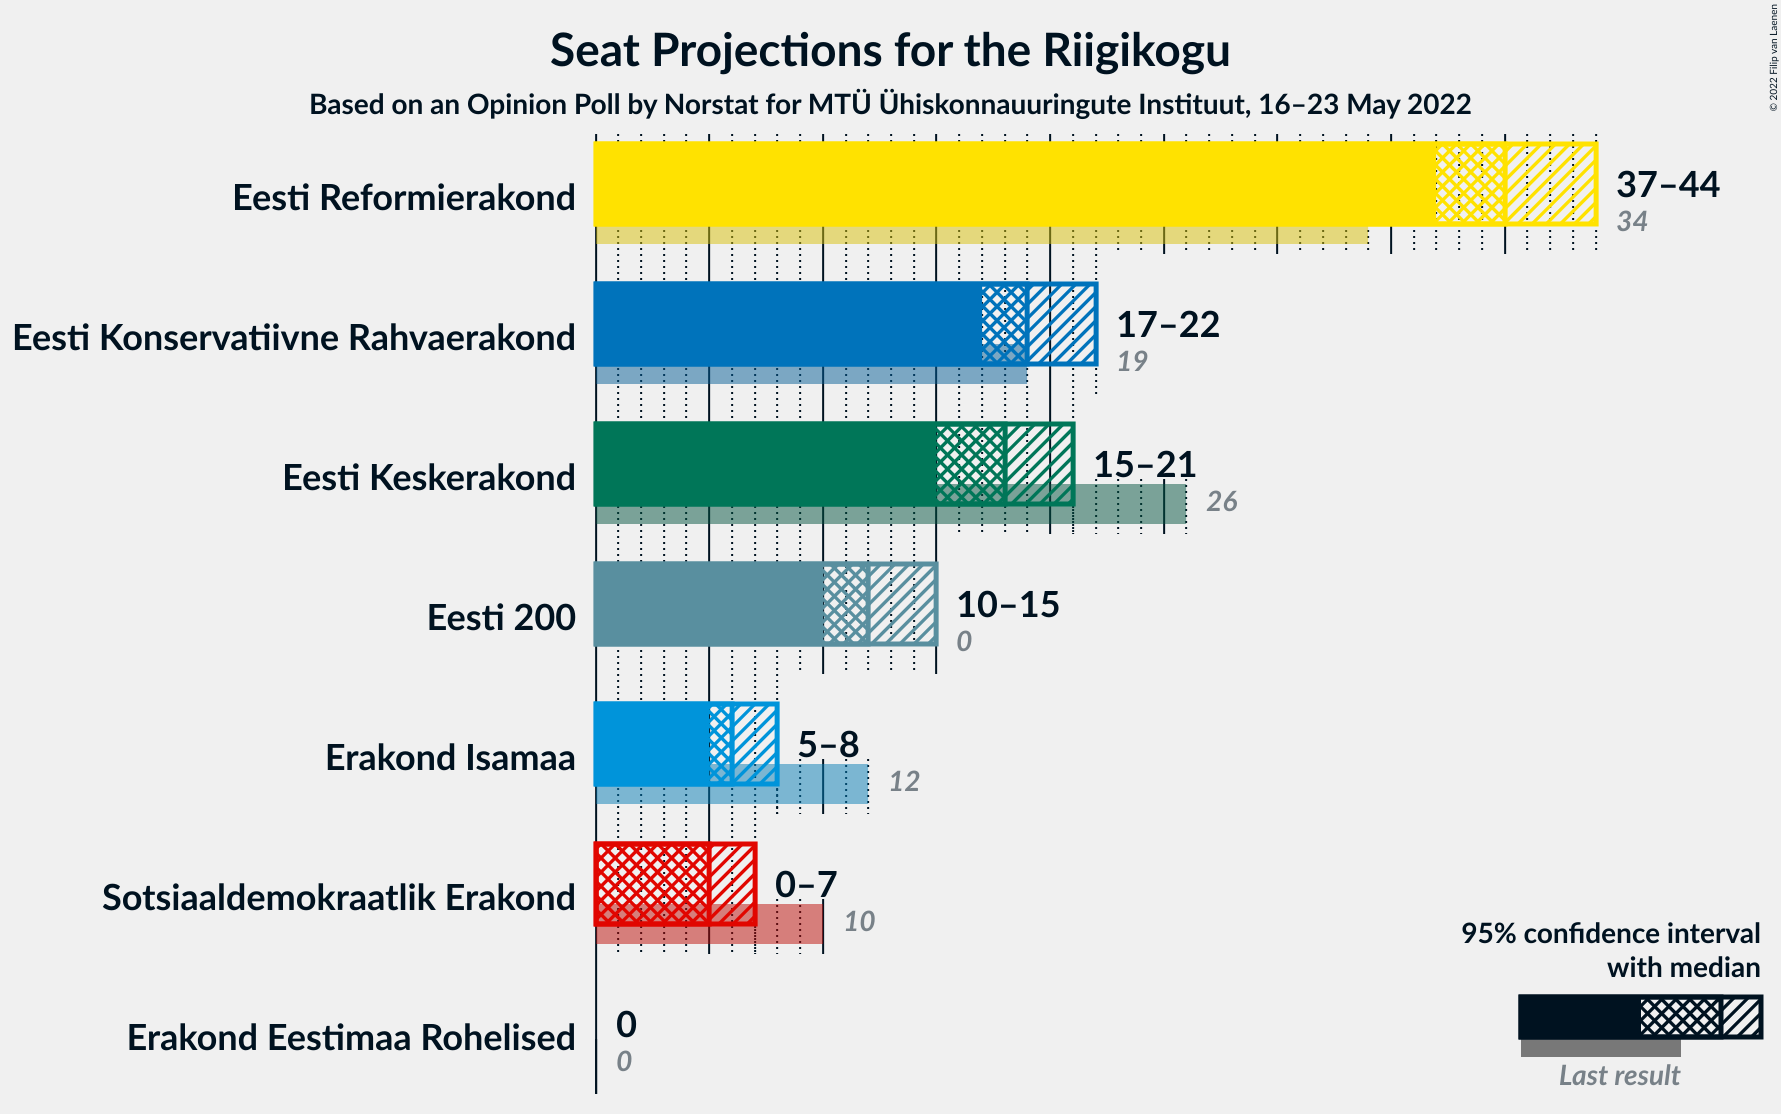 Seat Projections for the Riigikogu
Based on an Opinion Poll by Norstat for MTÜ Ühiskonnauuringute Instituut, 16–23 May 2022
© 2022 Filip van Laenen
Eesti Reformierakond
37–44
34
Eesti Konservatiivne Rahvaerakond
17–22
19
Eesti Keskerakond
15–21
26
Eesti 200
10–15
0
Erakond Isamaa
5–8
12
Sotsiaaldemokraatlik Erakond
0–7
10
Erakond Eestimaa Rohelised
0
0
95% confidence interval
with median
Last result